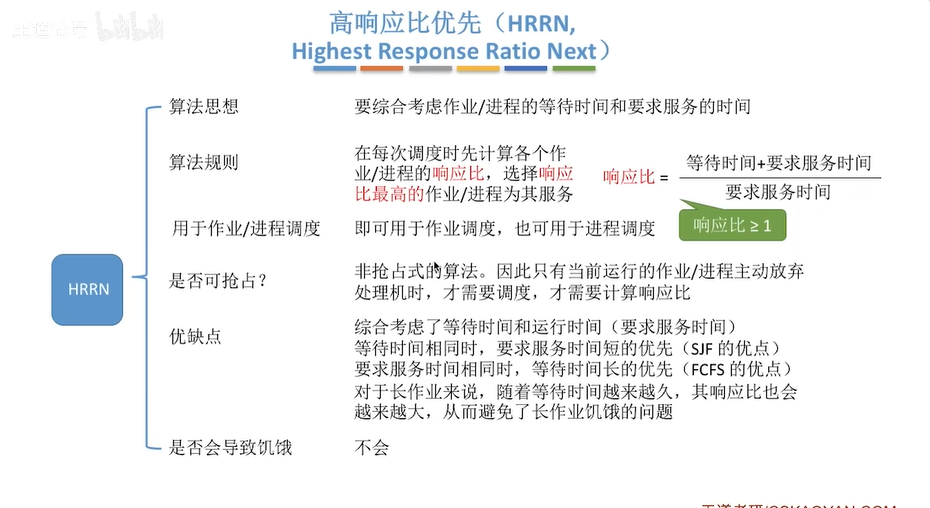 高响应比优先（HRRN,
Highest Response Ratio Next）
bilibili
HRRN
算法思想
要综合考虑作业/进程的等待时间和要求服务的时间
算法规则
在每次调度时先计算各个作
业/进程的响应比，选择响应
比最高的作业/进程为其服务
响应比 =
等待时间+要求服务时间
要求服务时间
响应比 ≥ 1
用于作业/进程调度
即可用于作业调度，也可用于进程调度
是否可抢占？
非抢占式的算法。因此只有当前运行的作业/进程主动放弃
处理机时，才需要调度，才需要计算响应比
优缺点
综合考虑了等待时间和运行时间（要求服务时间）
等待时间相同时，要求服务时间短的优先（SJF 的优点）
要求服务时间相同时，等待时间长的优先（FCFS 的优点）
对于长作业来说，随着等待时间越来越久，其响应比也会
越来越大，从而避免了长作业饥饿的问题
是否会导致饥饿
不会